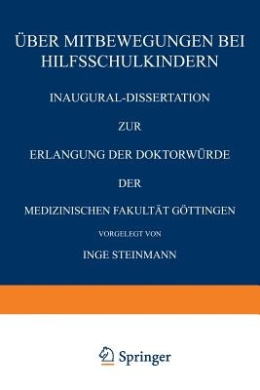 ÜBER MITBEWEGUNGEN BEI
HILFSSCHULKINDERN
INAUGURAL-DISSERTATION
ZUR
ERLANGUNG DER DOKTORWÜRDE
DER
MEDIZINISCHEN FAKULTÄT GÖTTINGEN
VORGELEGT VON
INGE STEINMANN
Springer